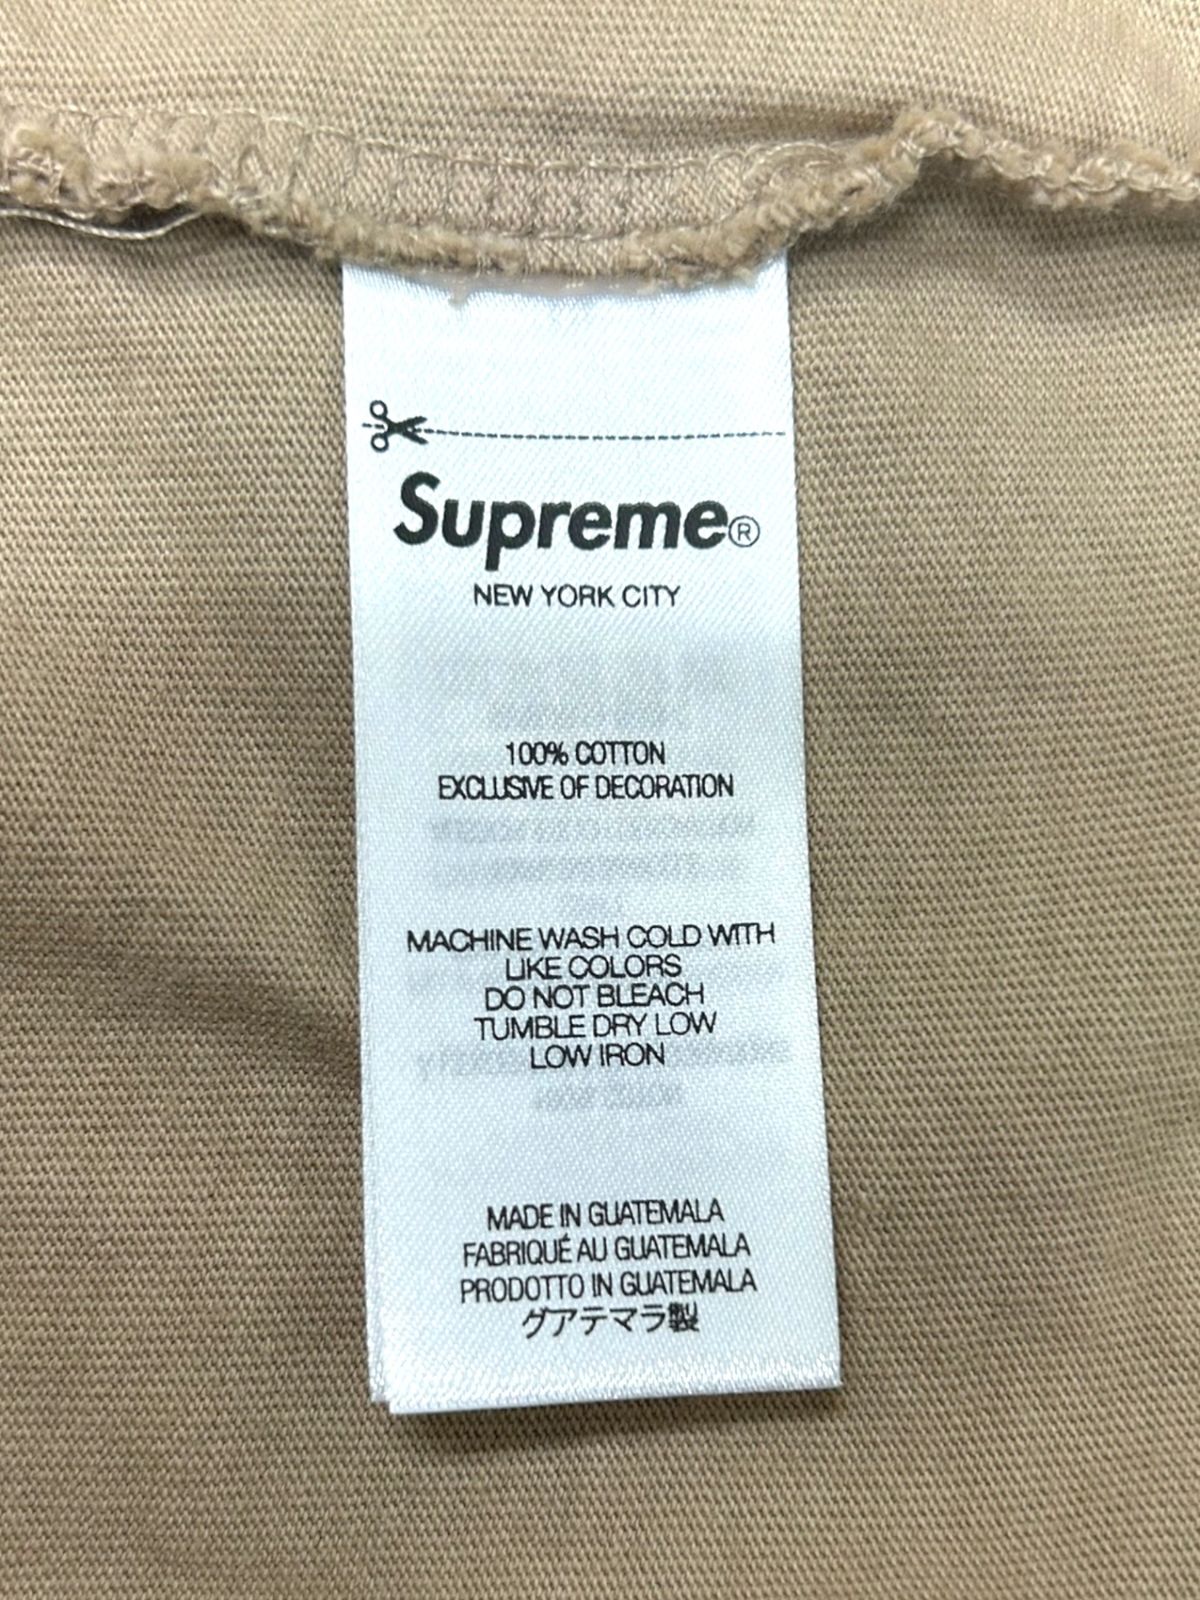 Supreme®
NEW YORK CITY
100% COTTON
EXCLUSIVE OF DECORATION
MACHINE WASH COLD WITH
LIKE COLORS
DO NOT BLEACH
TUMBLE DRY LOW
LOW IRON
MADE IN GUATEMALA
FABRIQUÉ AU GUATEMALA
PRODOTTO IN GUATEMALA
グアテマラ製